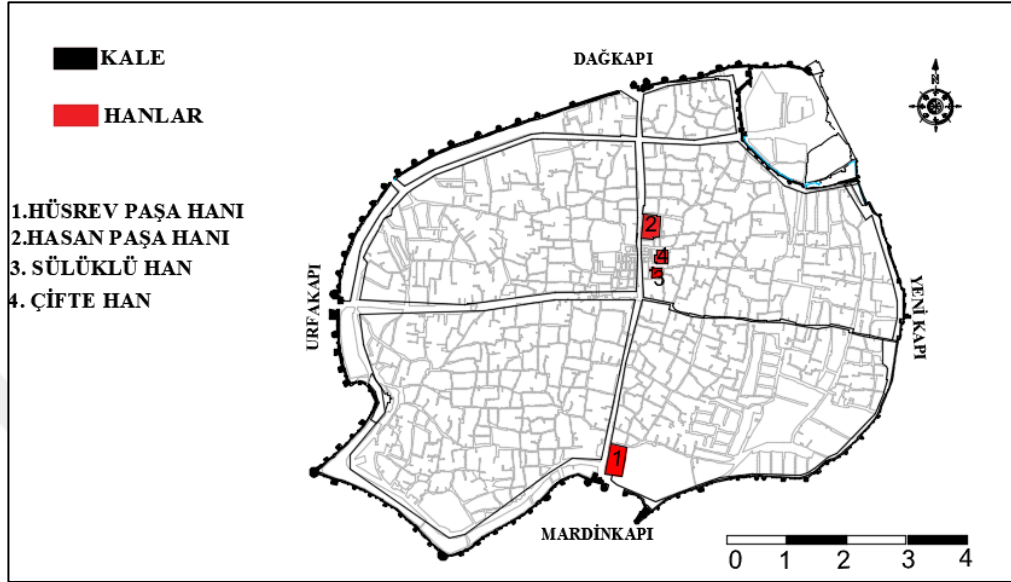 KALE
HANLAR
1.HÜSREV PAŞA HANI
2.HASAN PAŞA HANI
3. SÜLÜKLÜ HAN
4. ÇİFTE HAN
DAĞKAPI
N
URFAKAPI
YENİ KAPI
MARDİNKAPI
2
4
3
1
0 1 2 3 4